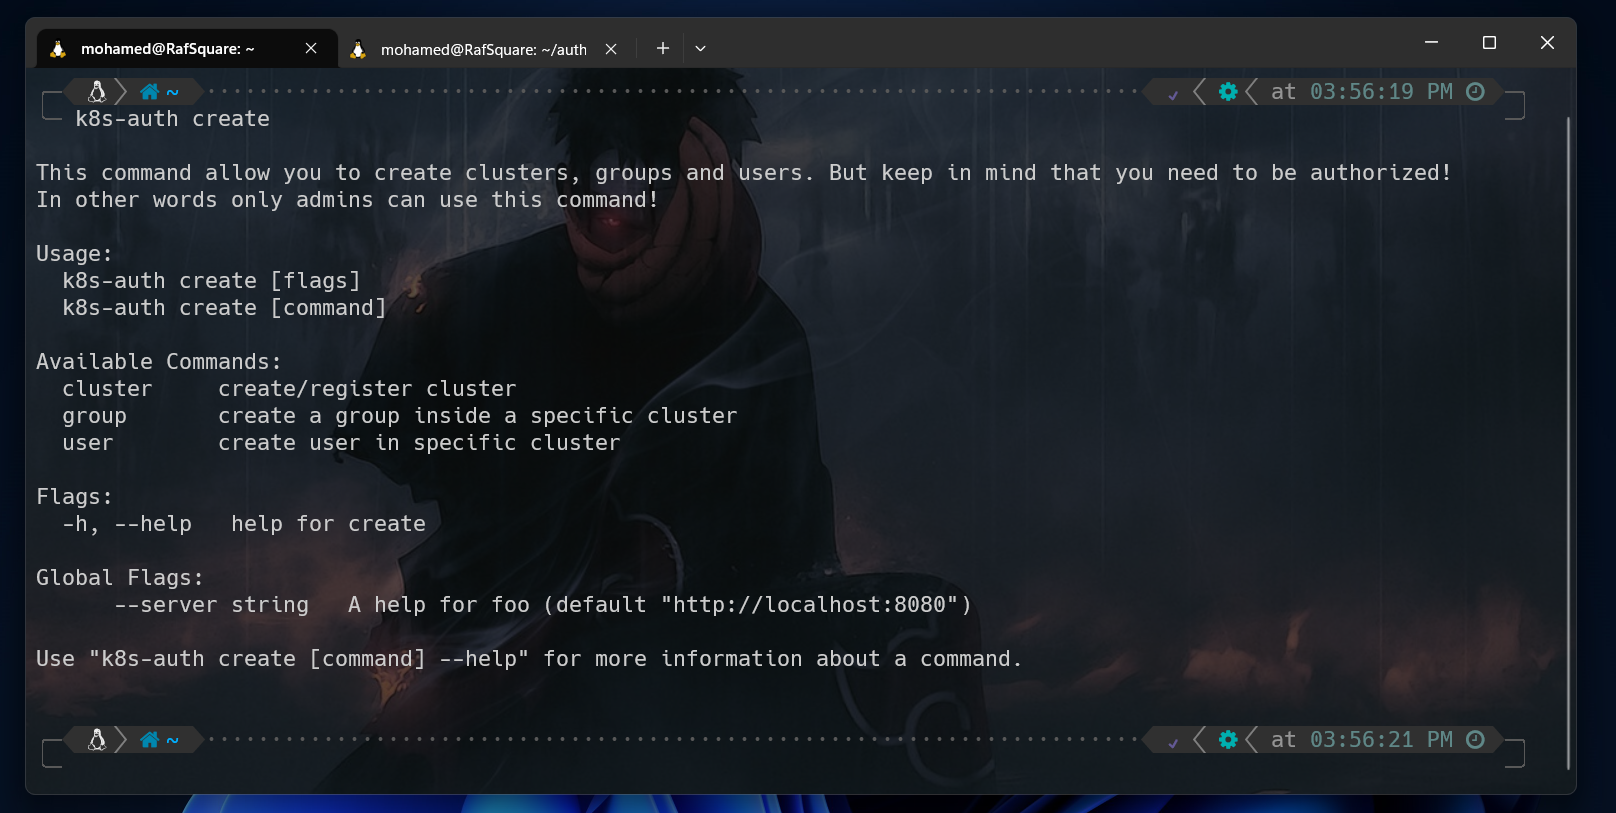 mohamed@RafSquare: ~
mohamed@RafSquare: ~/auth
~
at 03:56:19 PM
k8s-auth create
This command allow you to create clusters, groups and users. But keep in mind that you need to be authorized!
In other words only admins can use this command!
Usage:
k8s-auth create [flags]
k8s-auth create [command]
Available Commands:
cluster create/register cluster
group create a group inside a specific cluster
user create user in specific cluster
Flags:
-h, --help help for create
Global Flags:
--server string A help for foo (default "http://localhost:8080")
Use "k8s-auth create [command] --help" for more information about a command.
~
at 03:56:21 PM